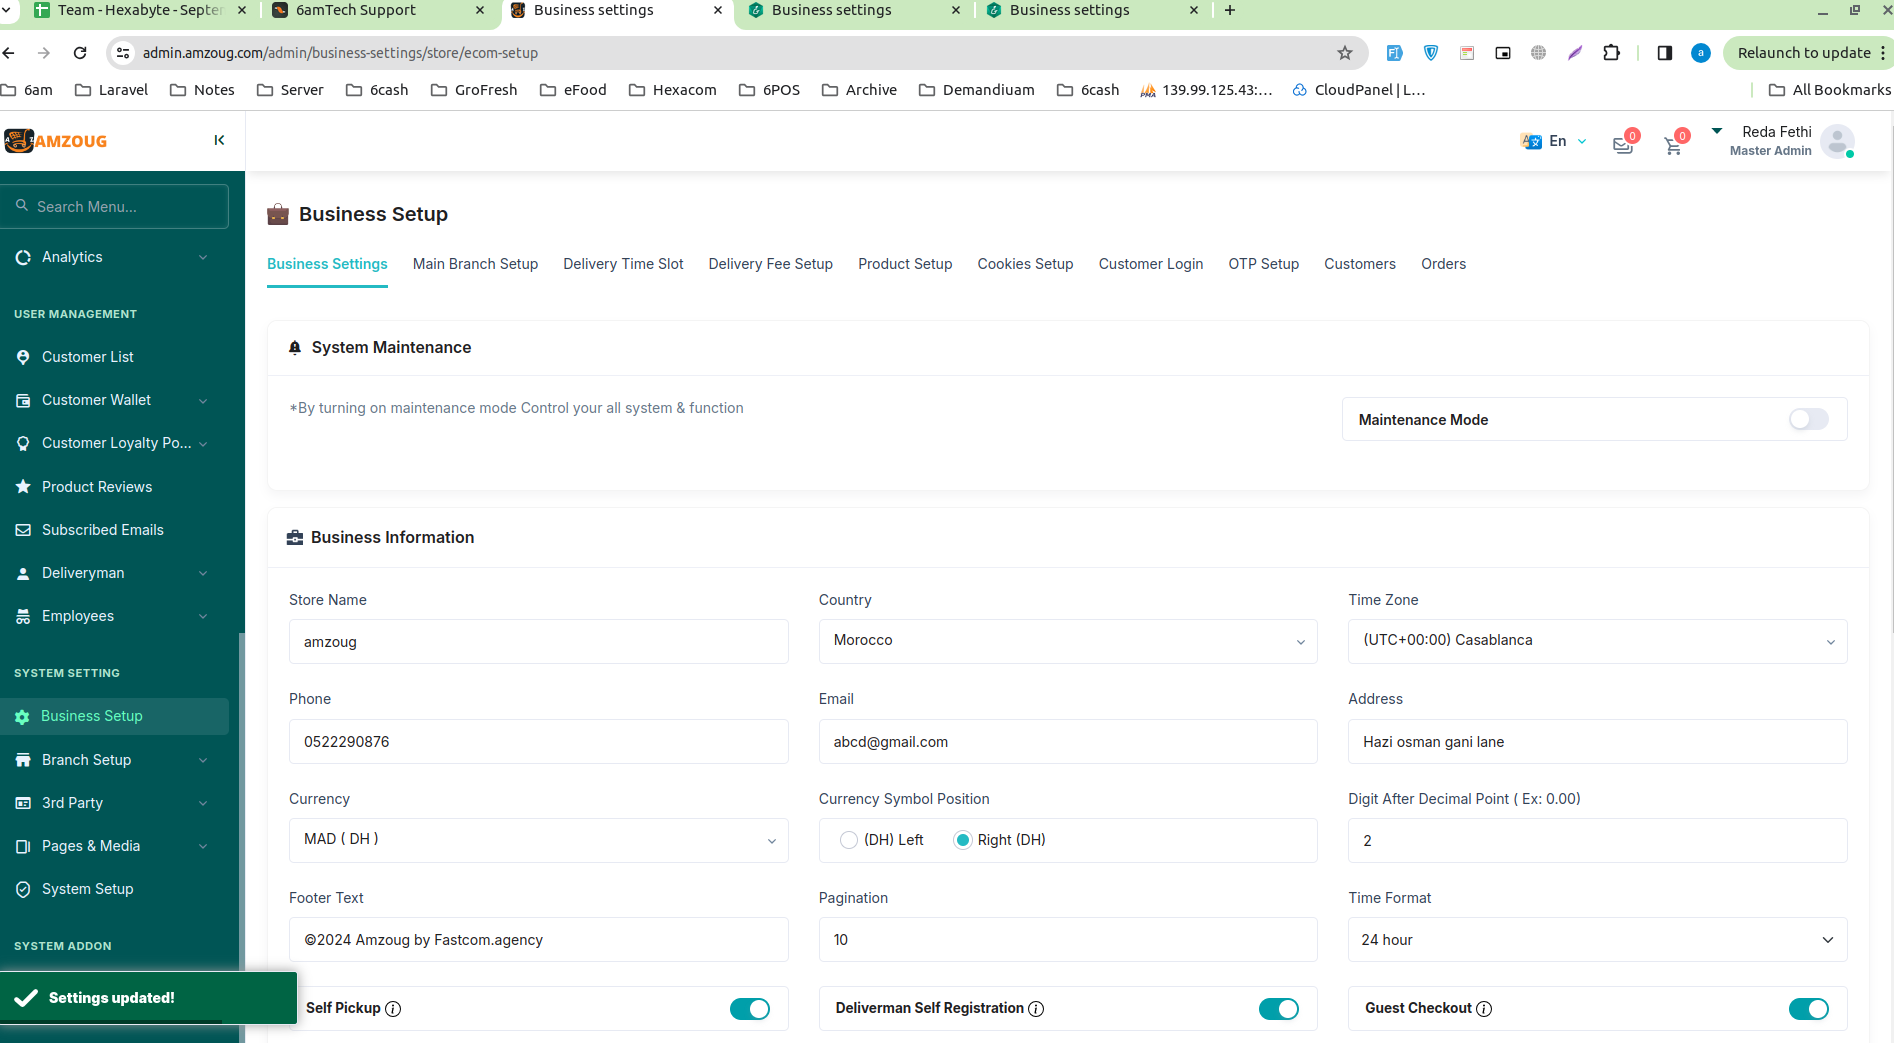 Team - Hexabyte - Septer
6amTech Support
Business settings
Business settings
Business settings
admin.amzoug.com/admin/business-settings/store/ecom-setup
Relaunch to update
6am
Laravel
Notes
Server
6cash
GroFresh
eFood
Hexacom
6POS
Archive
Demandiuam
6cash
139.99.125.43:...
CloudPanel | L...
All Bookmarks
AMZOUG
En
0
0
Reda Fethi
Master Admin
Search Menu...
Analytics
USER MANAGEMENT
Customer List
Customer Wallet
Customer Loyalty Po...
Product Reviews
Subscribed Emails
Deliveryman
Employees
SYSTEM SETTING
Business Setup
Branch Setup
3rd Party
Pages & Media
System Setup
SYSTEM ADDON
Settings updated!
Business Setup
Business Settings
Main Branch Setup
Delivery Time Slot
Delivery Fee Setup
Product Setup
Cookies Setup
Customer Login
OTP Setup
Customers
Orders
System Maintenance
*By turning on maintenance mode Control your all system & function
Maintenance Mode
Business Information
Store Name
Country
Time Zone
amzoug
Morocco
(UTC+00:00) Casablanca
Phone
Email
Address
0522290876
abcd@gmail.com
Hazi osman gani lane
Currency
Currency Symbol Position
Digit After Decimal Point ( Ex: 0.00)
MAD ( DH )
(DH) Left
Right (DH)
2
Footer Text
Pagination
Time Format
©2024 Amzoug by Fastcom.agency
10
24 hour
Self Pickup
Deliverman Self Registration
Guest Checkout